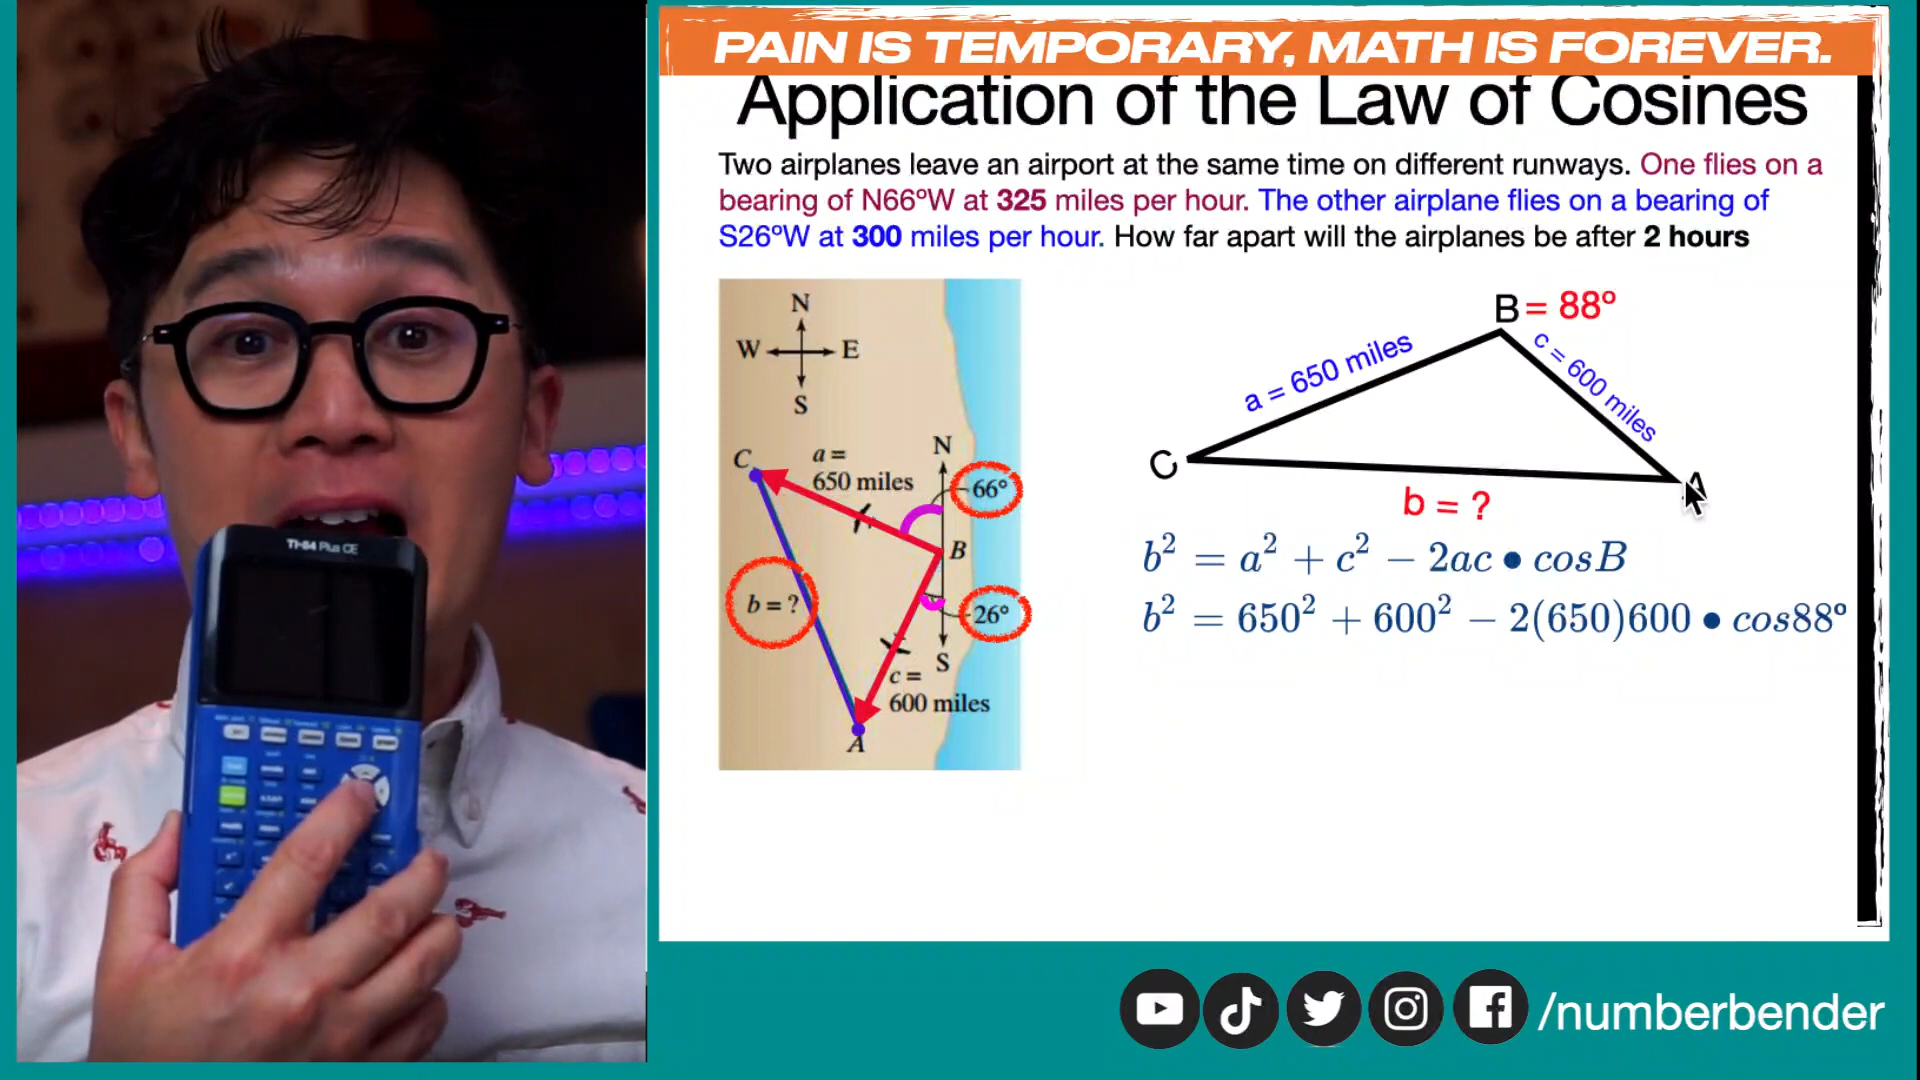 PAIN IS TEMPORARY, MATH IS FOREVER.
Application of the Law of Cosines
Two airplanes leave an airport at the same time on different runways. One flies on a
bearing of N66ºW at 325 miles per hour. The other airplane flies on a bearing of
S26ºW at 300 miles per hour. How far apart will the airplanes be after 2 hours
N
W E
S
C
a =
650 miles
N
66°
B
b = ?
26°
S
c =
600 miles
A
B = 88º
a = 650 miles
c = 600 miles
C
A
b = ?
b² = a² + c² − 2ac • cosB
b² = 650² + 600² − 2(650)600 • cos88º
TI-84 Plus CE
/numberbender